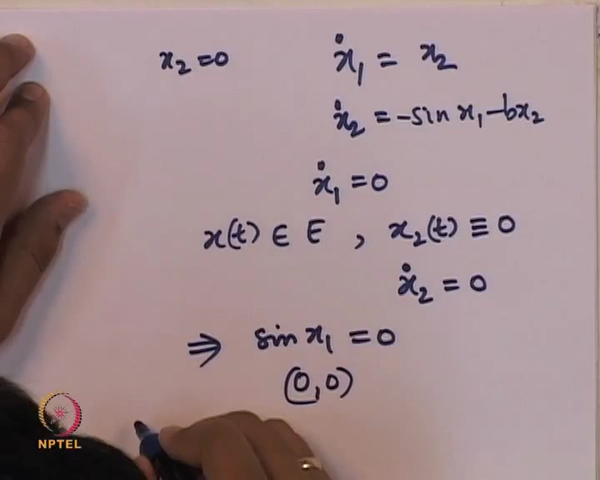 x₂ = 0    ẋ₁ = x₂
ẋ₂ = -sin x₁ - bx₂
ẋ₁ = 0
x(t) ∈ E , x₂(t) ≡ 0
ẋ₂ = 0
⇒ sin x₁ = 0
(0, 0)
NPTEL